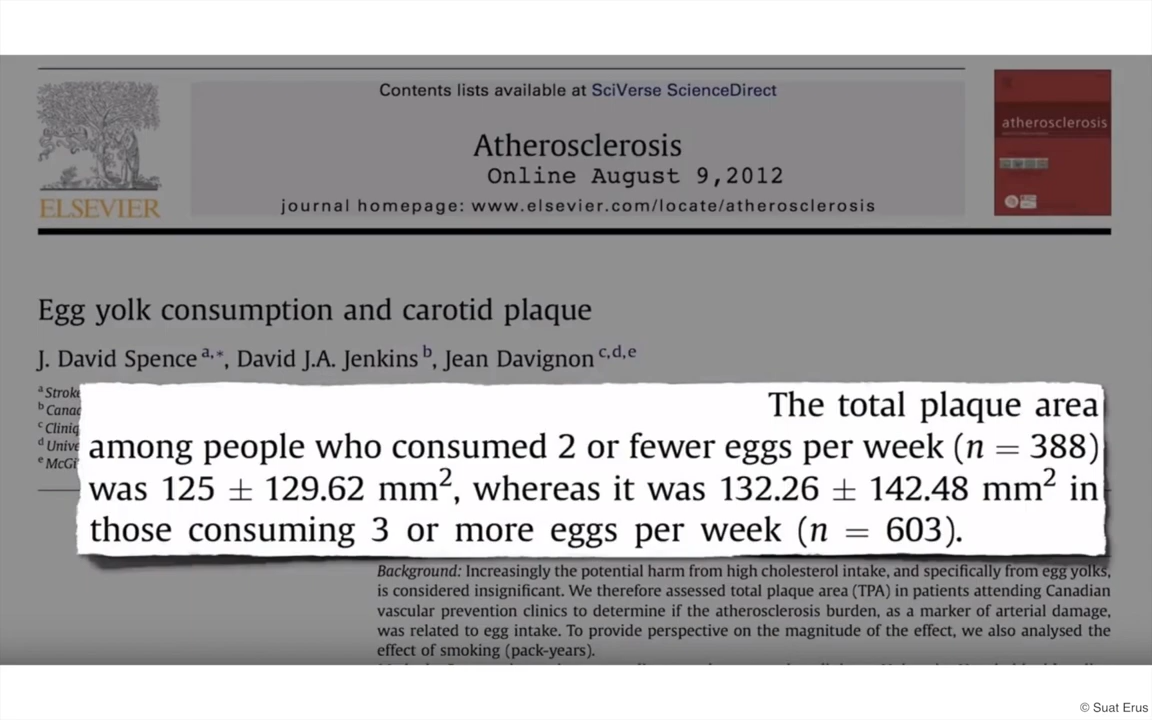 Contents lists available at SciVerse ScienceDirect
Atherosclerosis
Online August 9,2012
journal homepage: www.elsevier.com/locate/atherosclerosis
ELSEVIER
atherosclerosis
Egg yolk consumption and carotid plaque
J. David Spence a,*, David J.A. Jenkins b, Jean Davignon c,d,e
a Stroke
b Canad
c Cliniq
d Unive
e McGi
The total plaque area
among people who consumed 2 or fewer eggs per week (n = 388)
was 125 ± 129.62 mm², whereas it was 132.26 ± 142.48 mm² in
those consuming 3 or more eggs per week (n = 603).
Background: Increasingly the potential harm from high cholesterol intake, and specifically from egg yolks,
is considered insignificant. We therefore assessed total plaque area (TPA) in patients attending Canadian
vascular prevention clinics to determine if the atherosclerosis burden, as a marker of arterial damage,
was related to egg intake. To provide perspective on the magnitude of the effect, we also analysed the
effect of smoking (pack-years).
© Suat Erus